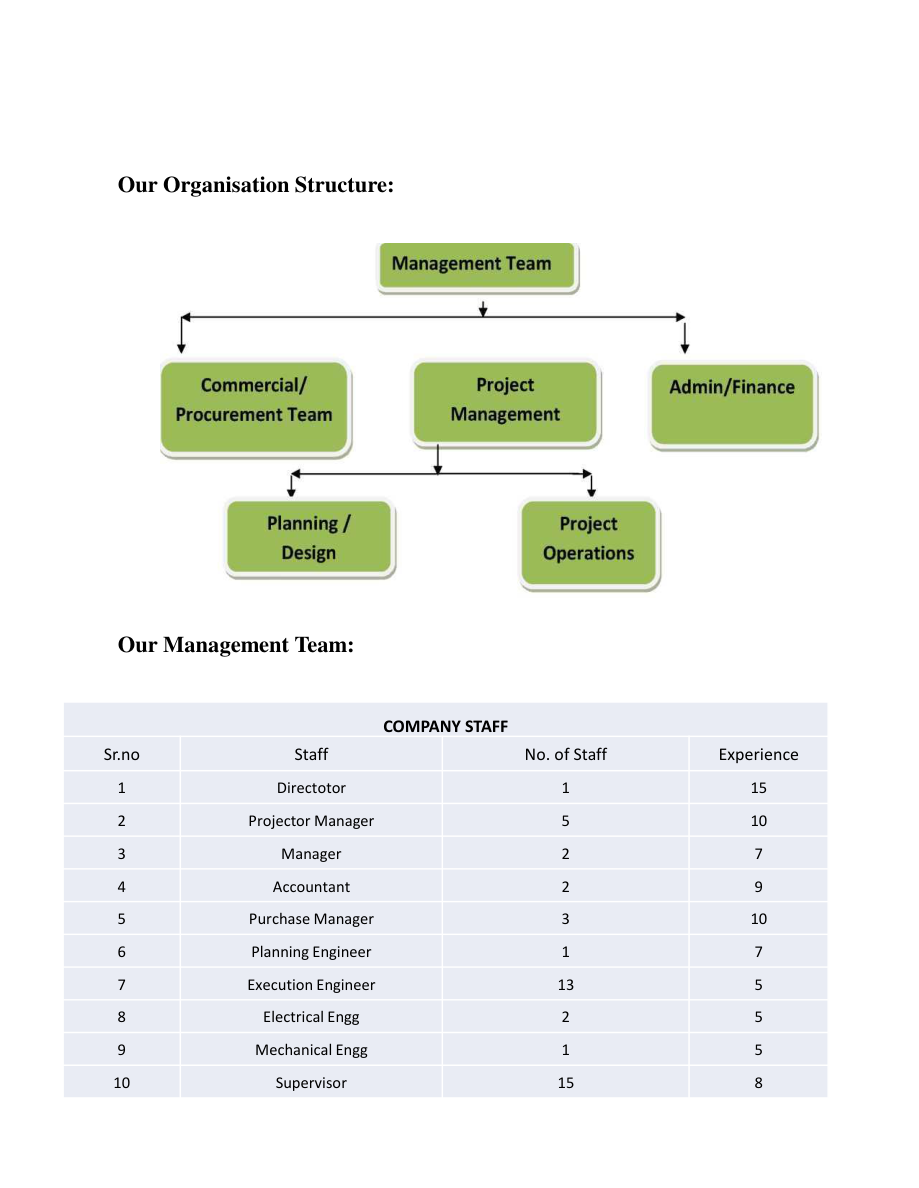 Our Organisation Structure:
Management Team
Commercial/
Procurement Team
Project
Management
Admin/Finance
Planning /
Design
Project
Operations
Our Management Team:
COMPANY STAFF
Sr.no Staff No. of Staff Experience
1 Directotor 1 15
2 Projector Manager 5 10
3 Manager 2 7
4 Accountant 2 9
5 Purchase Manager 3 10
6 Planning Engineer 1 7
7 Execution Engineer 13 5
8 Electrical Engg 2 5
9 Mechanical Engg 1 5
10 Supervisor 15 8